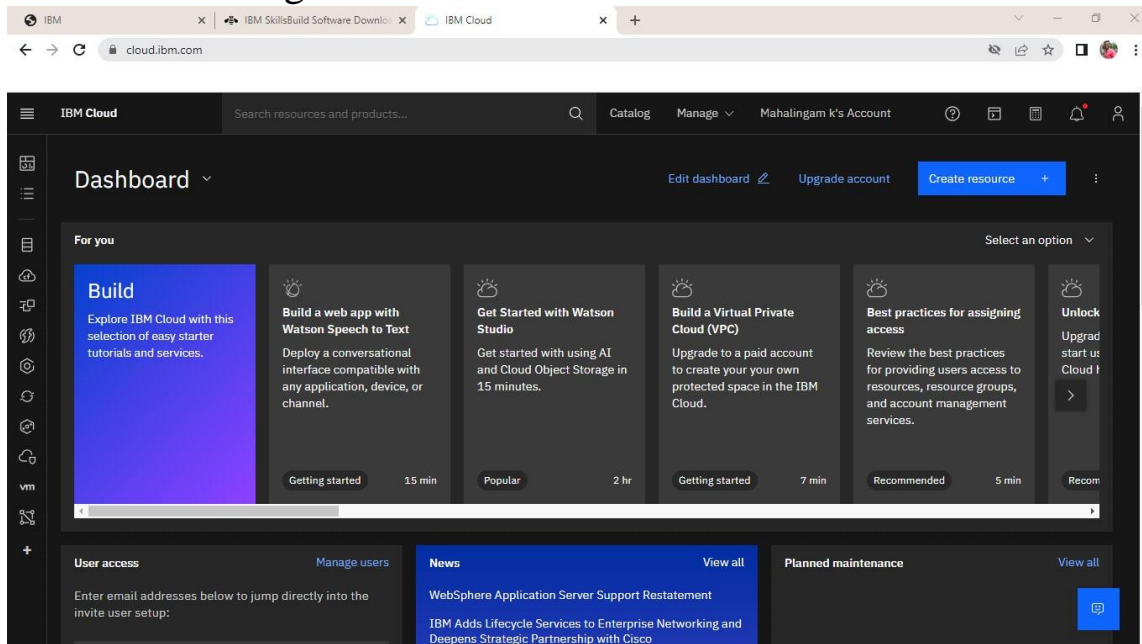 IBM
IBM SkillsBuild Software Downlo
IBM Cloud
cloud.ibm.com
IBM Cloud
Search resources and products...
Catalog
Manage
Mahalingam k's Account
Dashboard
Edit dashboard
Upgrade account
Create resource +
For you
Select an option
Build
Explore IBM Cloud with this
selection of easy starter
tutorials and services.
Build a web app with
Watson Speech to Text
Deploy a conversational
interface compatible with
any application, device, or
channel.
Getting started
15 min
Get Started with Watson
Studio
Get started with using AI
and Cloud Object Storage in
15 minutes.
Popular
2 hr
Build a Virtual Private
Cloud (VPC)
Upgrade to a paid account
to create your your own
protected space in the IBM
Cloud.
Getting started
7 min
Best practices for assigning
access
Review the best practices
for providing users access to
resources, resource groups,
and account management
services.
Recommended
5 min
Unlock
Upgrad
start us
Cloud
Recom
vm
User access
Manage users
Enter email addresses below to jump directly into the
invite user setup:
News
View all
WebSphere Application Server Support Restatement
IBM Adds Lifecycle Services to Enterprise Networking and
Deepens Strategic Partnership with Cisco
Planned maintenance
View all